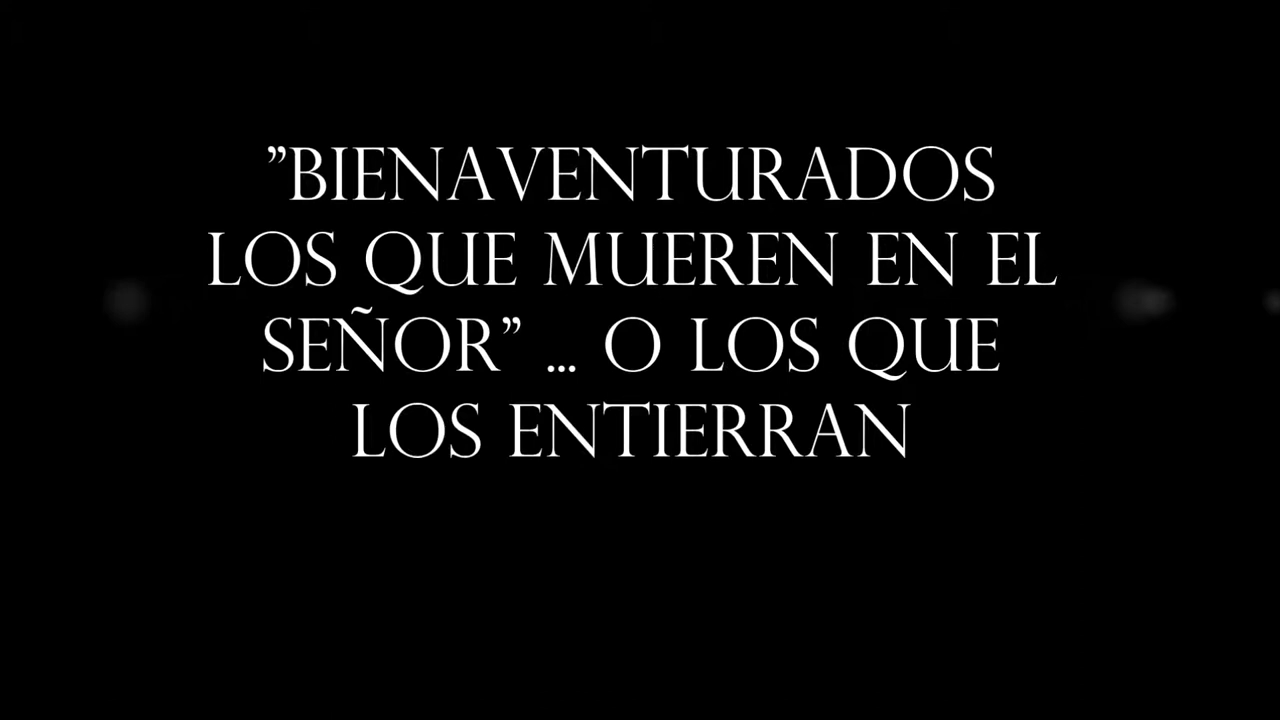 ”BIENAVENTURADOS
LOS QUE MUEREN EN EL
SEÑOR” ... O LOS QUE
LOS ENTIERRAN